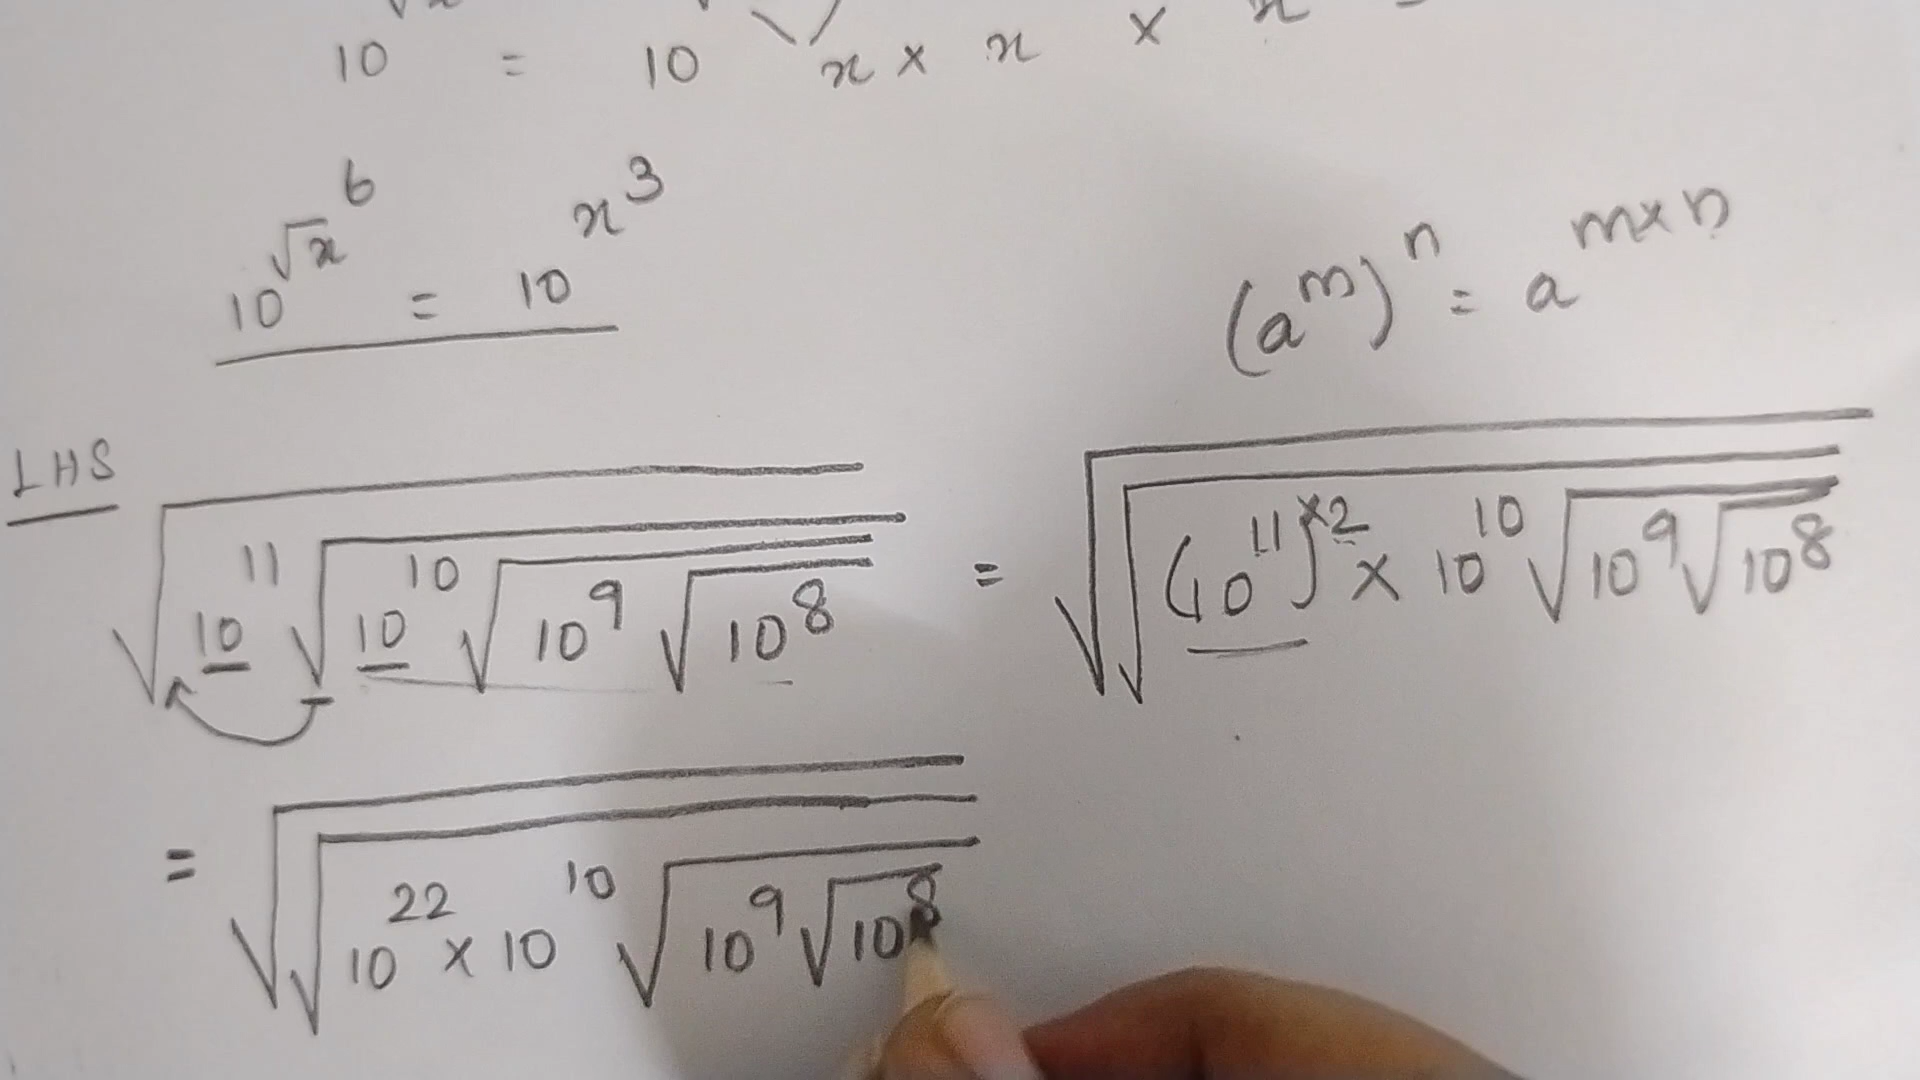 10 = 10 x × x × x
10^{√x^6} = 10^{x^3}
(a^m)^n = a^{m×n}
LHS
√(10^{11} √(10^{10} √(10^9 √(10^8)))) = √(√((10^{11})^{×2} × 10^{10} √(10^9 √(10^8))))
= √(√(10^{22} × 10^{10} √(10^9 √(10^8))))